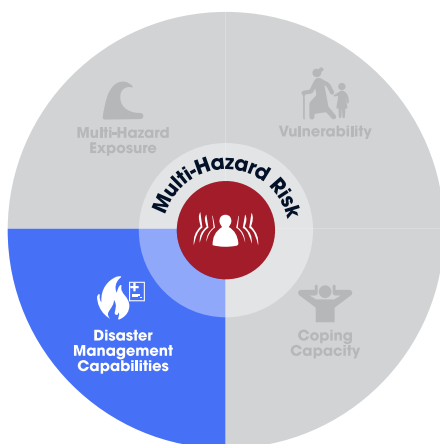 Multi-Hazard
Exposure
Vulnerability
Multi-Hazard Risk
Disaster
Management
Capabilities
Coping
Capacity